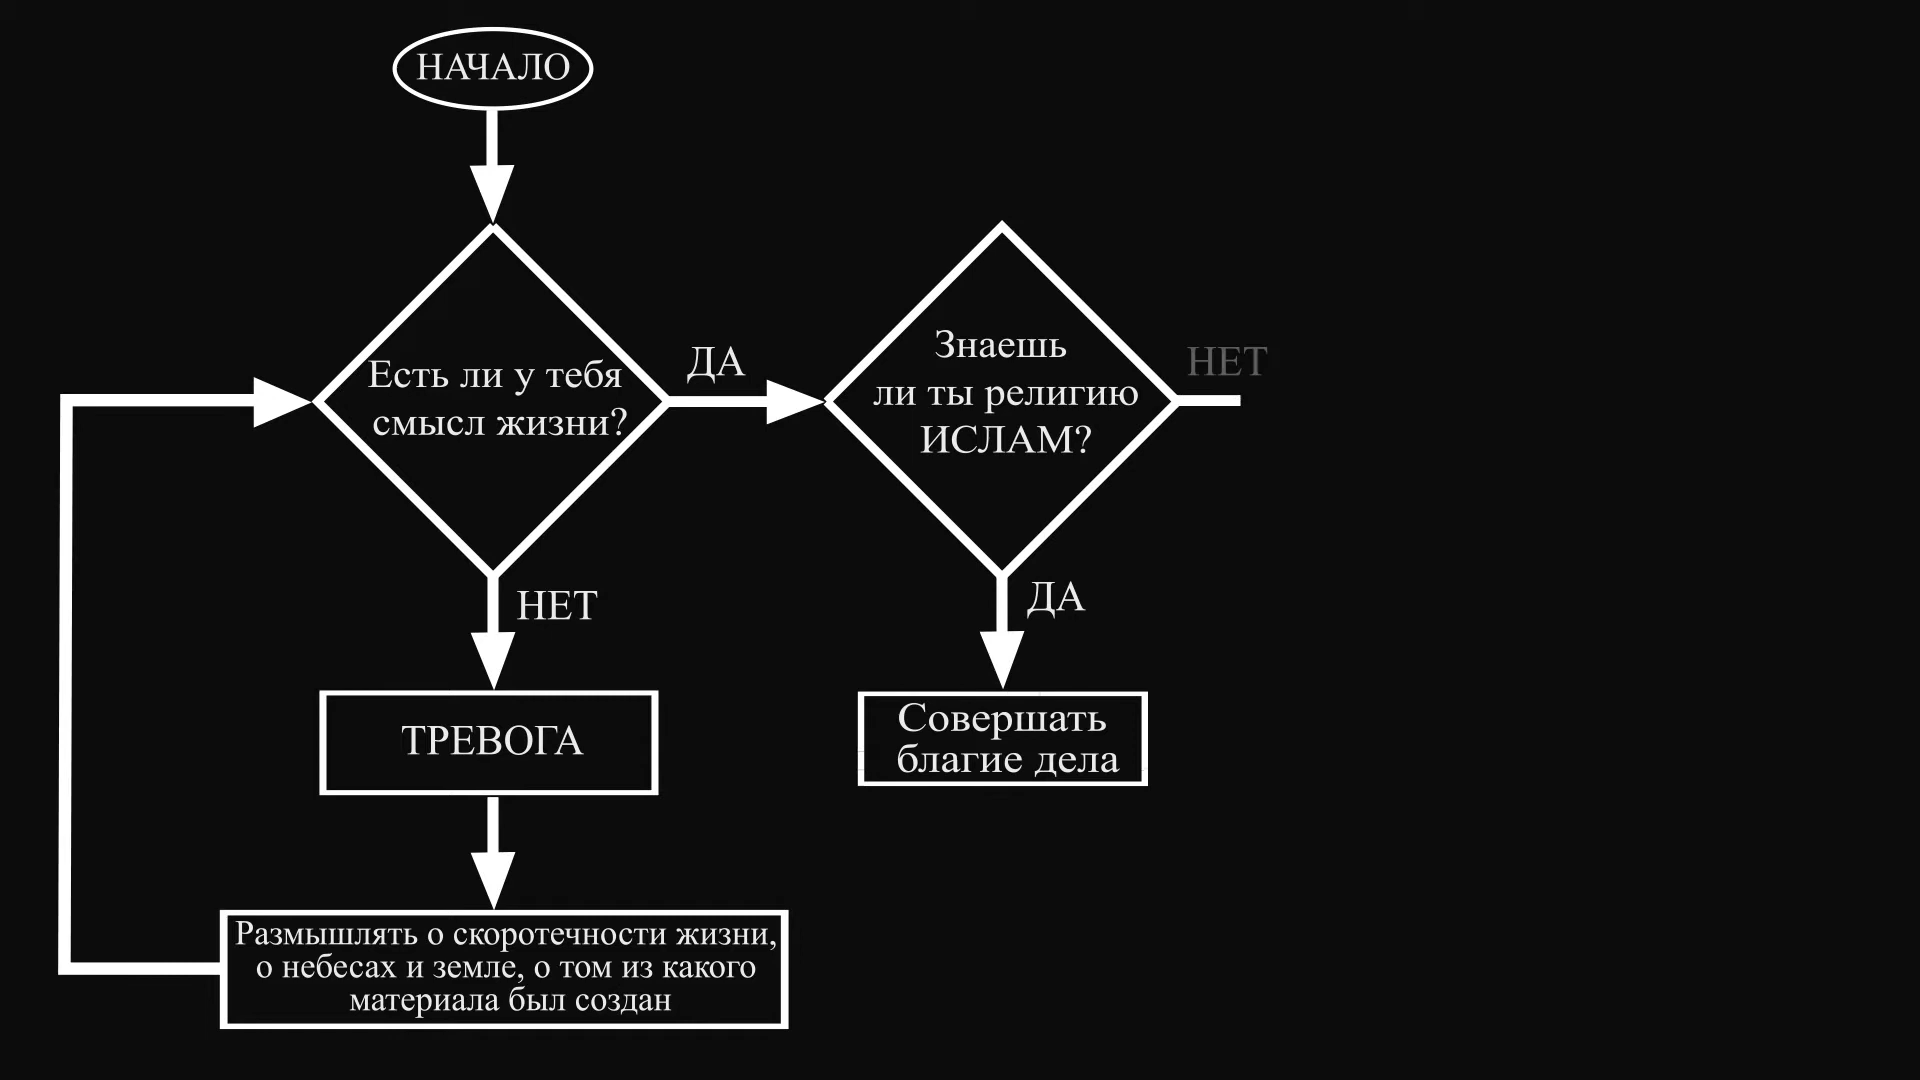 НАЧАЛО
Есть ли у тебя
смысл жизни?
ДА
Знаешь
ли ты религию
ИСЛАМ?
НЕТ
НЕТ
ДА
ТРЕВОГА
Совершать
благие дела
Размышлять о скоротечности жизни,
о небесах и земле, о том из какого
материала был создан